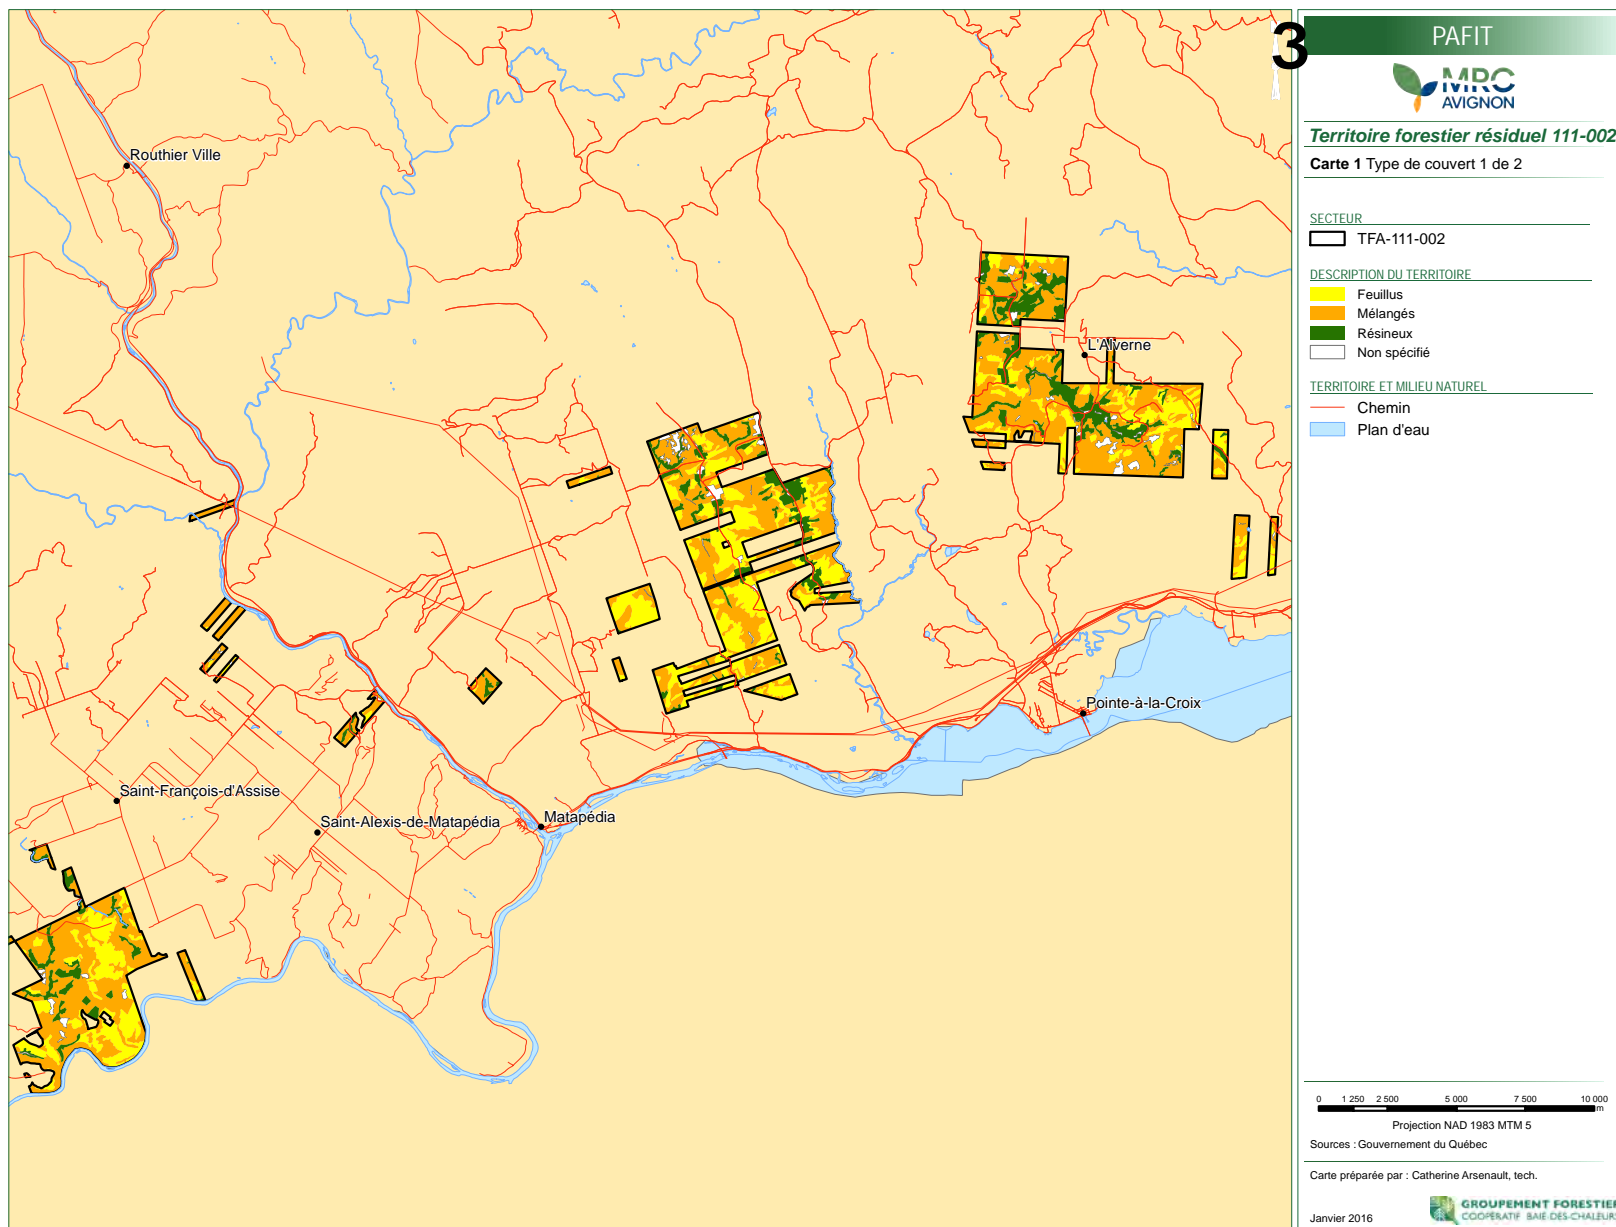 3
PAFIT
MRC
AVIGNON
Territoire forestier résiduel 111-002
Carte 1 Type de couvert 1 de 2
SECTEUR
TFA-111-002
DESCRIPTION DU TERRITOIRE
Feuillus
Mélangés
Résineux
Non spécifié
TERRITOIRE ET MILIEU NATUREL
Chemin
Plan d'eau
Routhier Ville
L'Alverne
Pointe-à-la-Croix
Saint-François-d'Assise
Saint-Alexis-de-Matapédia
Matapédia
0 1 250 2 500 5 000 7 500 10 000
m
Projection NAD 1983 MTM 5
Sources : Gouvernement du Québec
Carte préparée par : Catherine Arsenault, tech.
Janvier 2016
GROUPEMENT FORESTIER
COOPÉRATIF BAIE-DES-CHALEURS